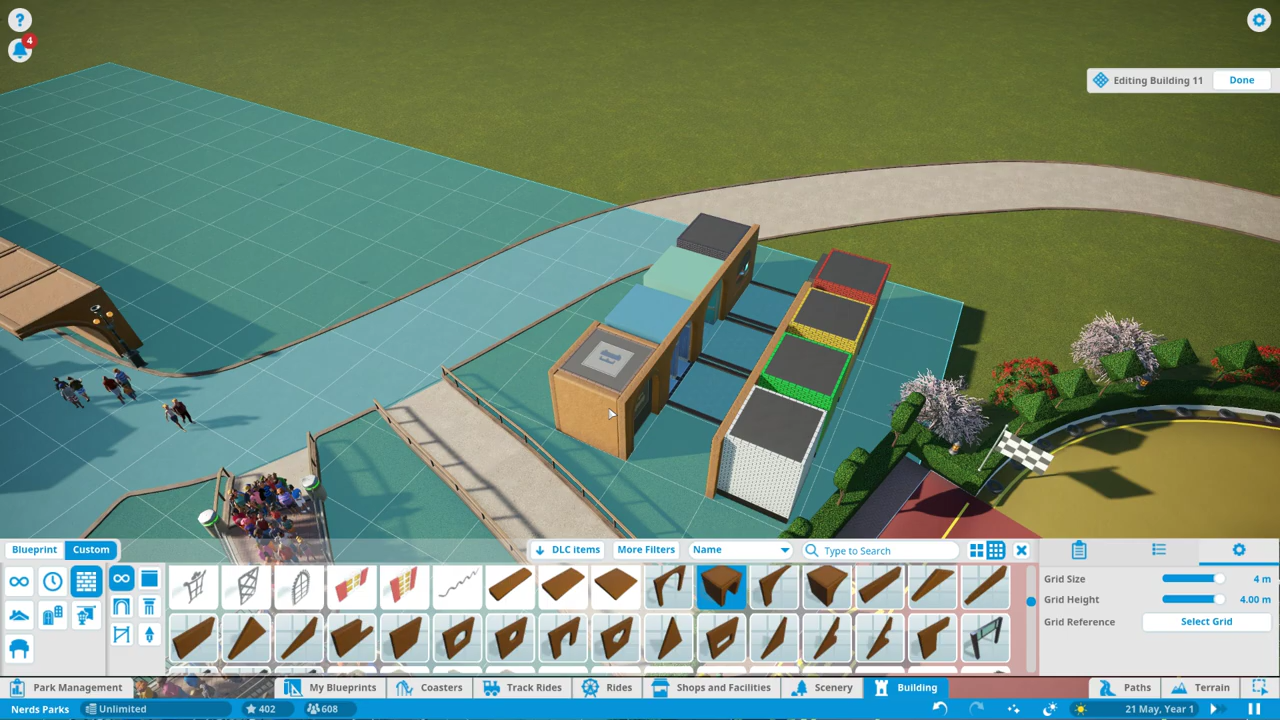 ?
4
Editing Building 11
Done
Blueprint
Custom
DLC items
More Filters
Name
Type to Search
Grid Size
4 m
Grid Height
4.00 m
Grid Reference
Select Grid
Park Management
My Blueprints
Coasters
Track Rides
Rides
Shops and Facilities
Scenery
Building
Paths
Terrain
Nerds Parks
Unlimited
402
608
21 May, Year 1